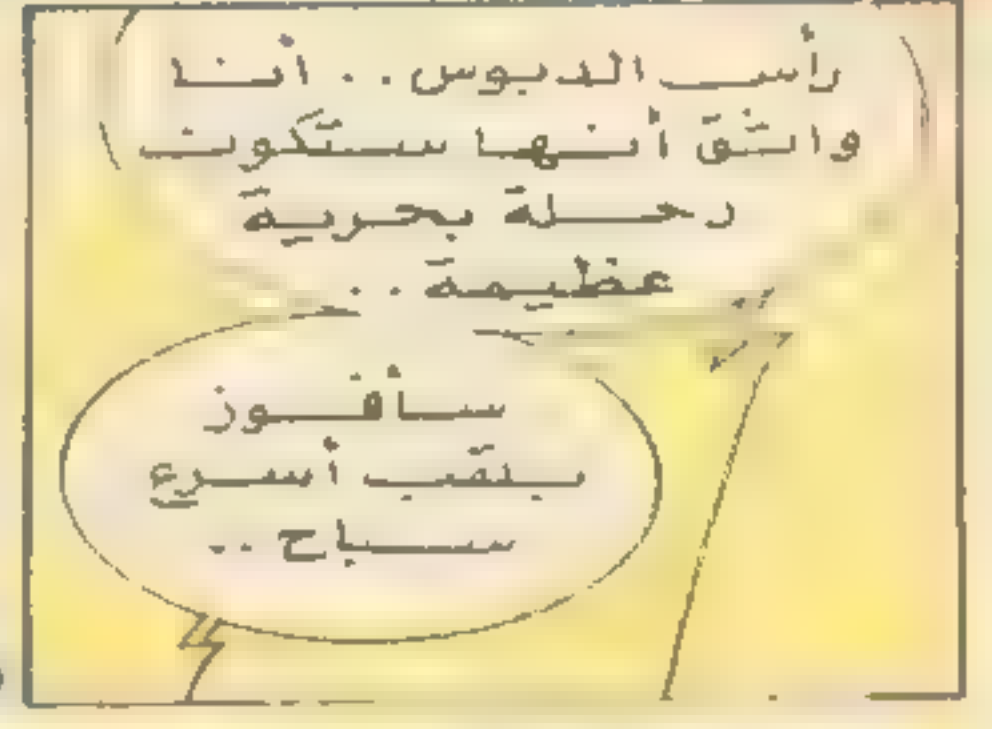 رأس الدبوس.. أنا
واثق أنها ستكون
رحلة بحرية
عظيمة..
سأفوز
بلقب أسرع
سباح..